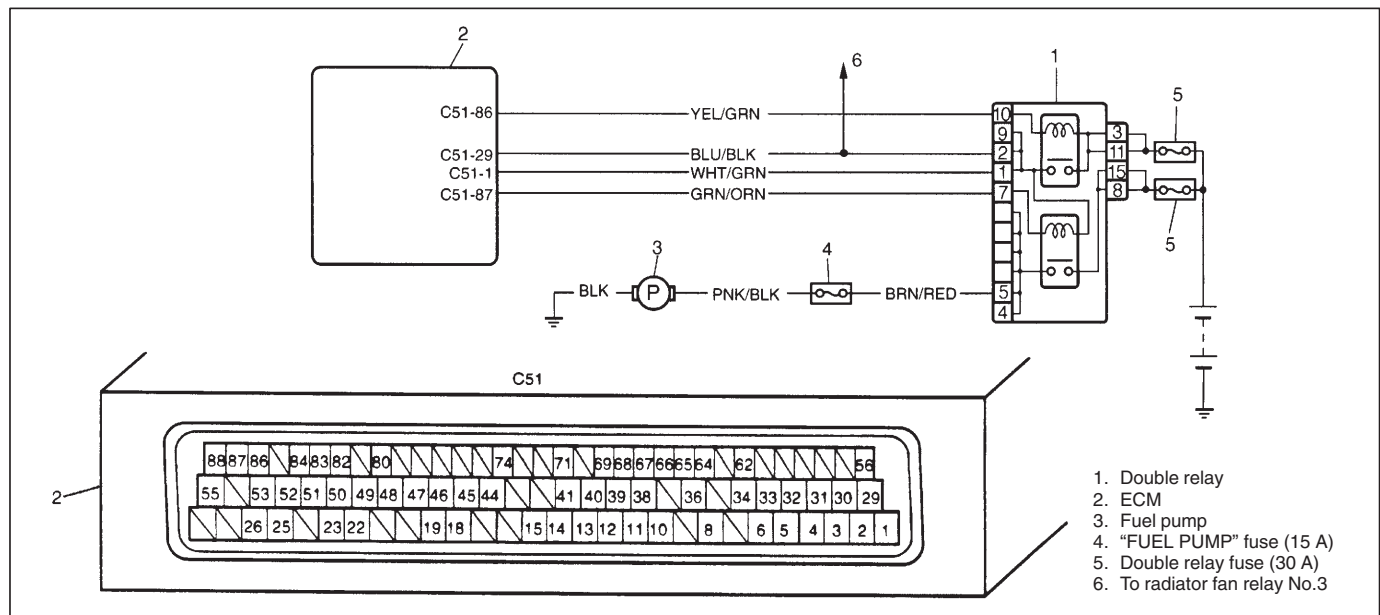 2
6
1
C51-86 YEL/GRN 10
5
9
3
C51-29 BLU/BLK 2
11
C51-1 WHT/GRN 1
15
C51-87 GRN/ORN 7
8
5
3
4
BLK P PNK/BLK BRN/RED 5
4
C51
88 87 86 84 83 82 80 74 71 69 68 67 66 65 64 62 56
2
55 53 52 51 50 49 48 47 46 45 44 41 40 39 38 36 34 33 32 31 30 29
26 25 23 22 19 18 15 14 13 12 11 10 8 6 5 4 3 2 1
1. Double relay
2. ECM
3. Fuel pump
4. “FUEL PUMP” fuse (15 A)
5. Double relay fuse (30 A)
6. To radiator fan relay No.3